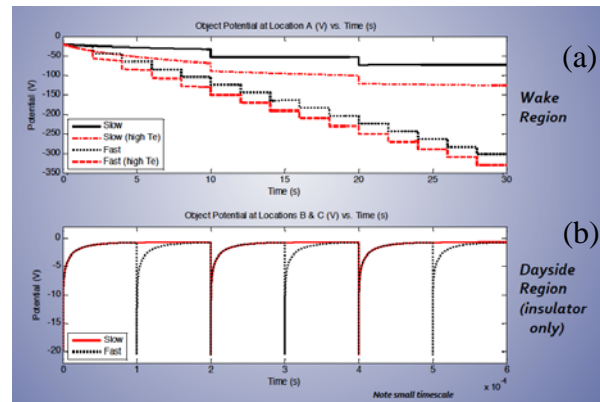 Object Potential at Location A (V) vs. Time (s)
(a)
Wake
Region
Potential (V)
0
-50
-100
-150
-200
-250
-300
-350
Slow
Slow (high Te)
Fast
Fast (high Te)
0 5 10 15 20 25 30
Time (s)
Object Potential at Locations B & C (V) vs. Time (s)
(b)
Dayside
Region
(insulator
only)
Potential (V)
0
-5
-10
-15
-20
Slow
Fast
0 1 2 3 4 5 6
Time (s)
x 10⁻⁴
Note small timescale